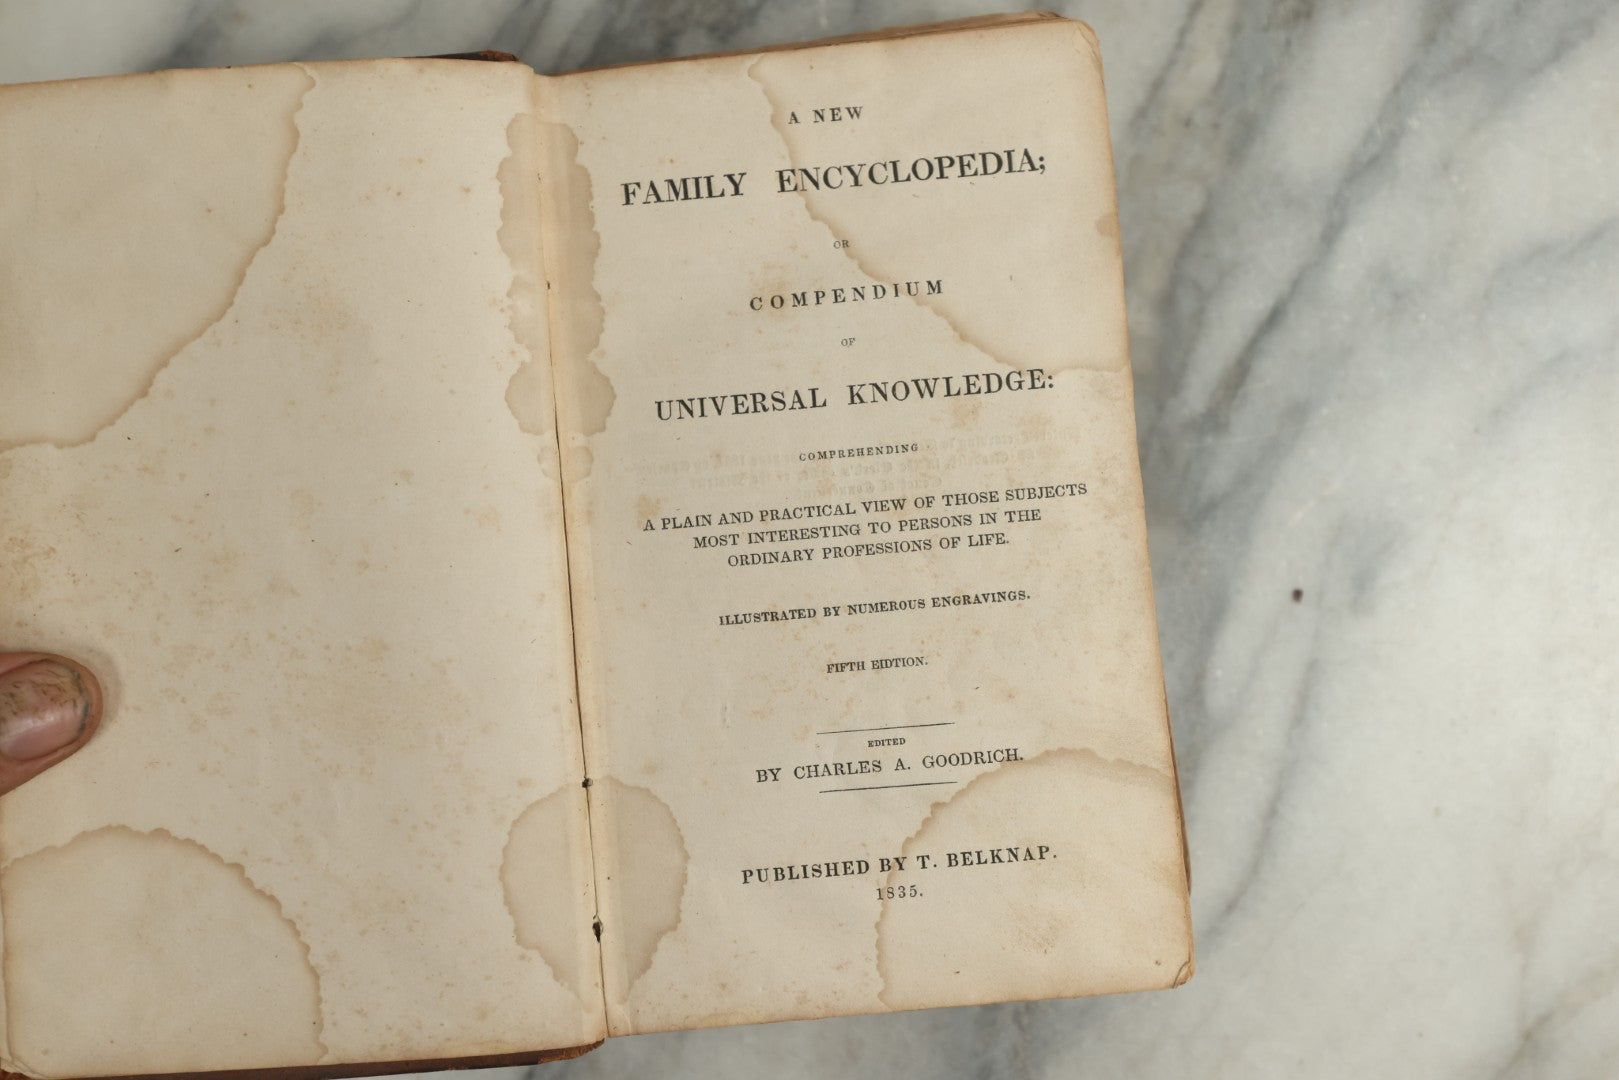 A NEW
FAMILY ENCYCLOPEDIA;
OR
COMPENDIUM
OF
UNIVERSAL KNOWLEDGE:
COMPREHENDING
A PLAIN AND PRACTICAL VIEW OF THOSE SUBJECTS
MOST INTERESTING TO PERSONS IN THE
ORDINARY PROFESSIONS OF LIFE.
ILLUSTRATED BY NUMEROUS ENGRAVINGS.
FIFTH EIDTION.
EDITED
BY CHARLES A. GOODRICH.
PUBLISHED BY T. BELKNAP.
1835.